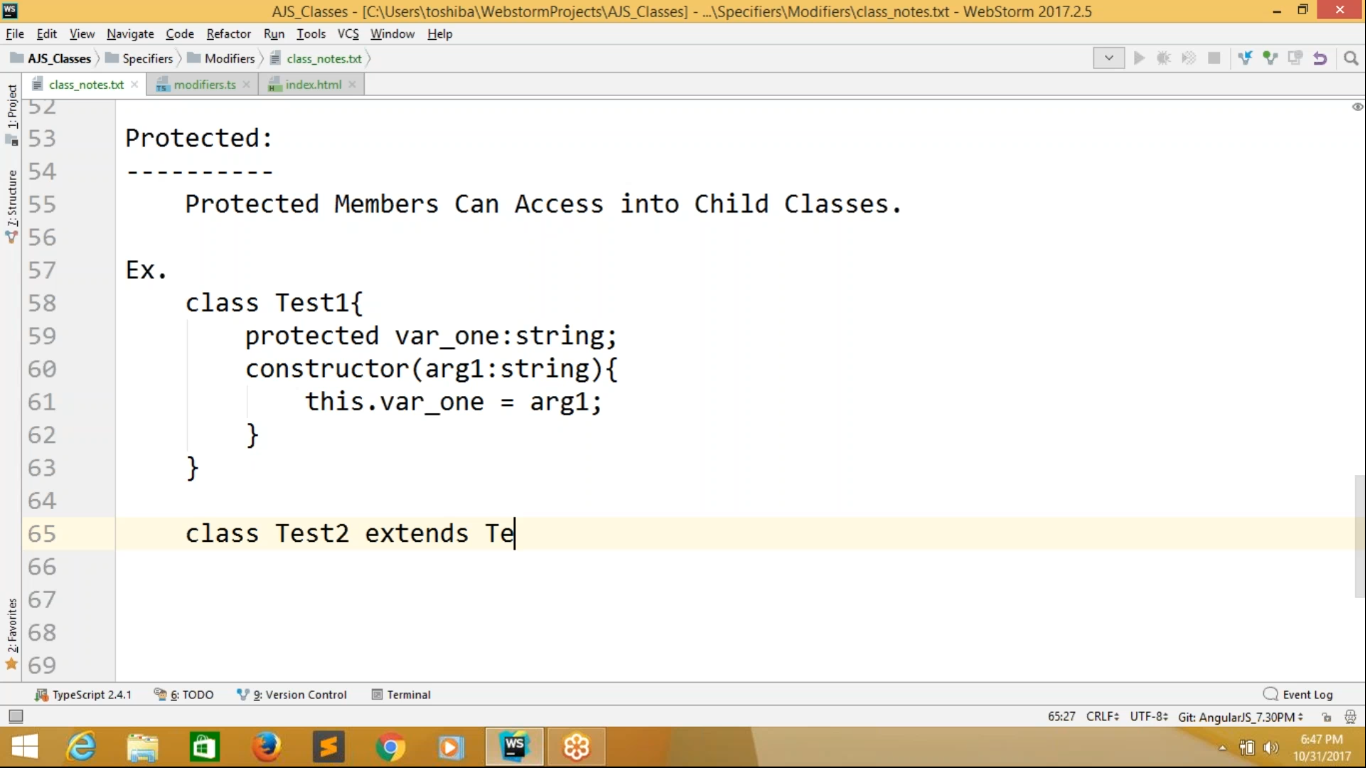 AJS_Classes - [C:\Users\toshiba\WebstormProjects\AJS_Classes] - ...\Specifiers\Modifiers\class_notes.txt - WebStorm 2017.2.5
File Edit View Navigate Code Refactor Run Tools VCS Window Help
AJS_Classes Specifiers Modifiers class_notes.txt
class_notes.txt modifiers.ts index.html
1: Project
7: Structure
2: Favorites
52
53 Protected:
54 ----------
55 Protected Members Can Access into Child Classes.
56
57 Ex.
58 class Test1{
59 protected var_one:string;
60 constructor(arg1:string){
61 this.var_one = arg1;
62 }
63 }
64
65 class Test2 extends Te
66
67
68
69
TypeScript 2.4.1 6: TODO 9: Version Control Terminal Event Log
65:27 CRLF UTF-8 Git: AngularJS_7.30PM
WS
6:47 PM
10/31/2017